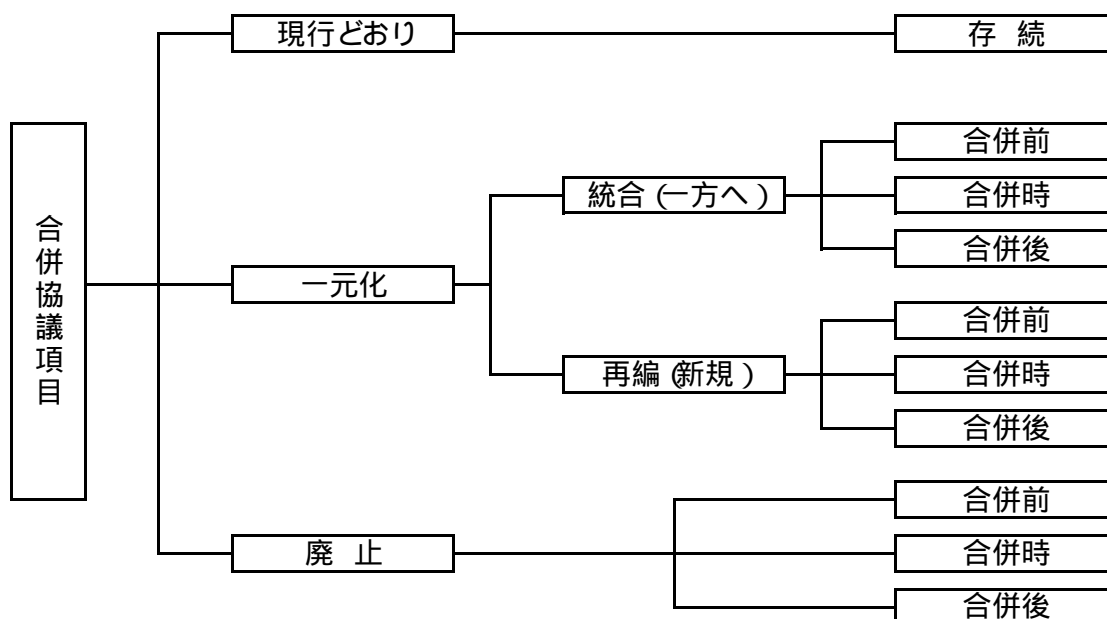 合併協議項目
現行どおり
存 続
一元化
統合(一方へ)
合併前
合併時
合併後
再編(新規)
合併前
合併時
合併後
廃 止
合併前
合併時
合併後